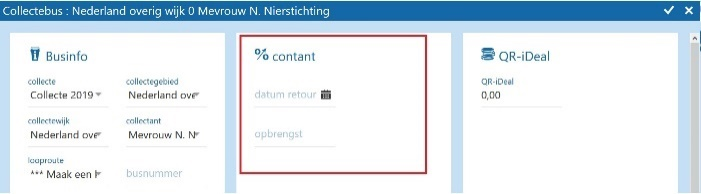 Collectebus : Nederland overig wijk 0 Mevrouw N. Nierstichting
Businfo
collecte
Collecte 2019
collectegebied
Nederland ove
collectewijk
Nederland ove
collectant
Mevrouw N. N
looproute
*** Maak een
busnummer
% contant
datum retour
opbrengst
QR-iDeal
QR-iDeal
0,00